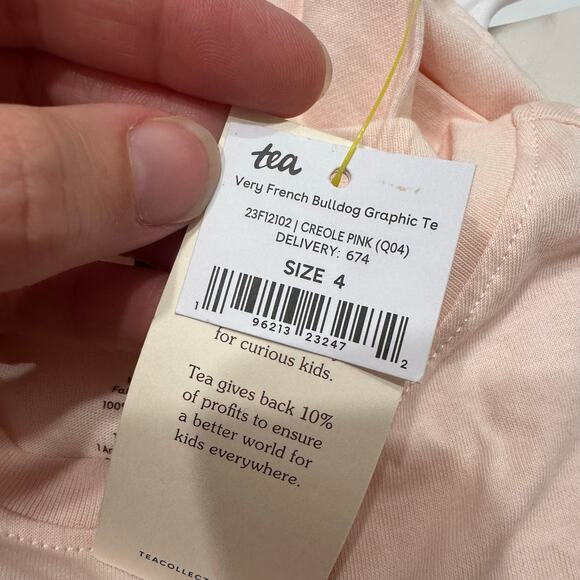 tea
Very French Bulldog Graphic Te
23F12102 | CREOLE PINK (Q04)
DELIVERY: 674
SIZE 4
1 96213 23247 2
for curious kids.
Tea gives back 10%
of profits to ensure
a better world for
kids everywhere.
TEACOLLECT
100%